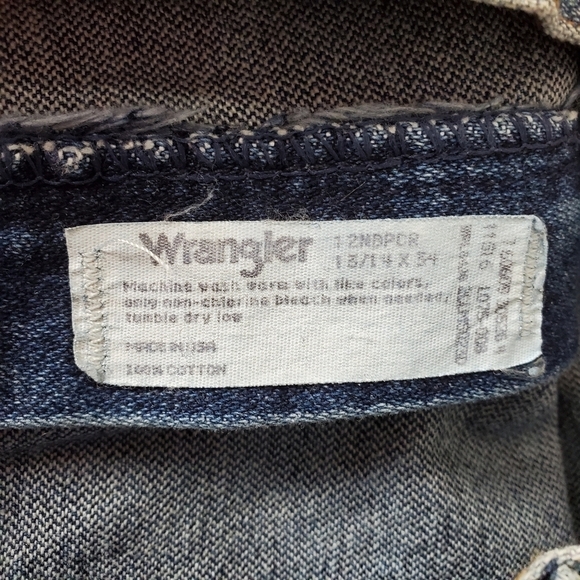 Wrangler
12NDPCR
13/14 X 34
Machine wash warm with like colors,
only non-chlorine bleach when needed,
tumble dry low
MADE IN USA
100% COTTON